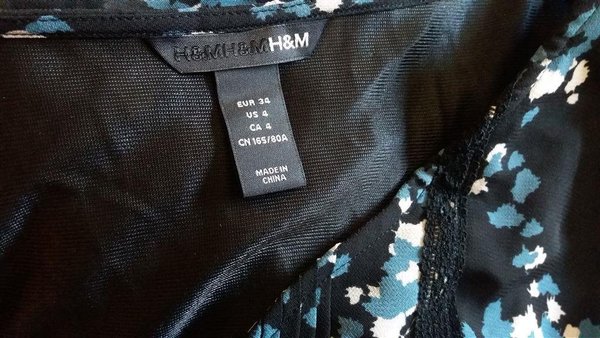 H&MH&MH&M
EUR 34
US 4
CA 4
CN 165/80A
MADE IN
CHINA